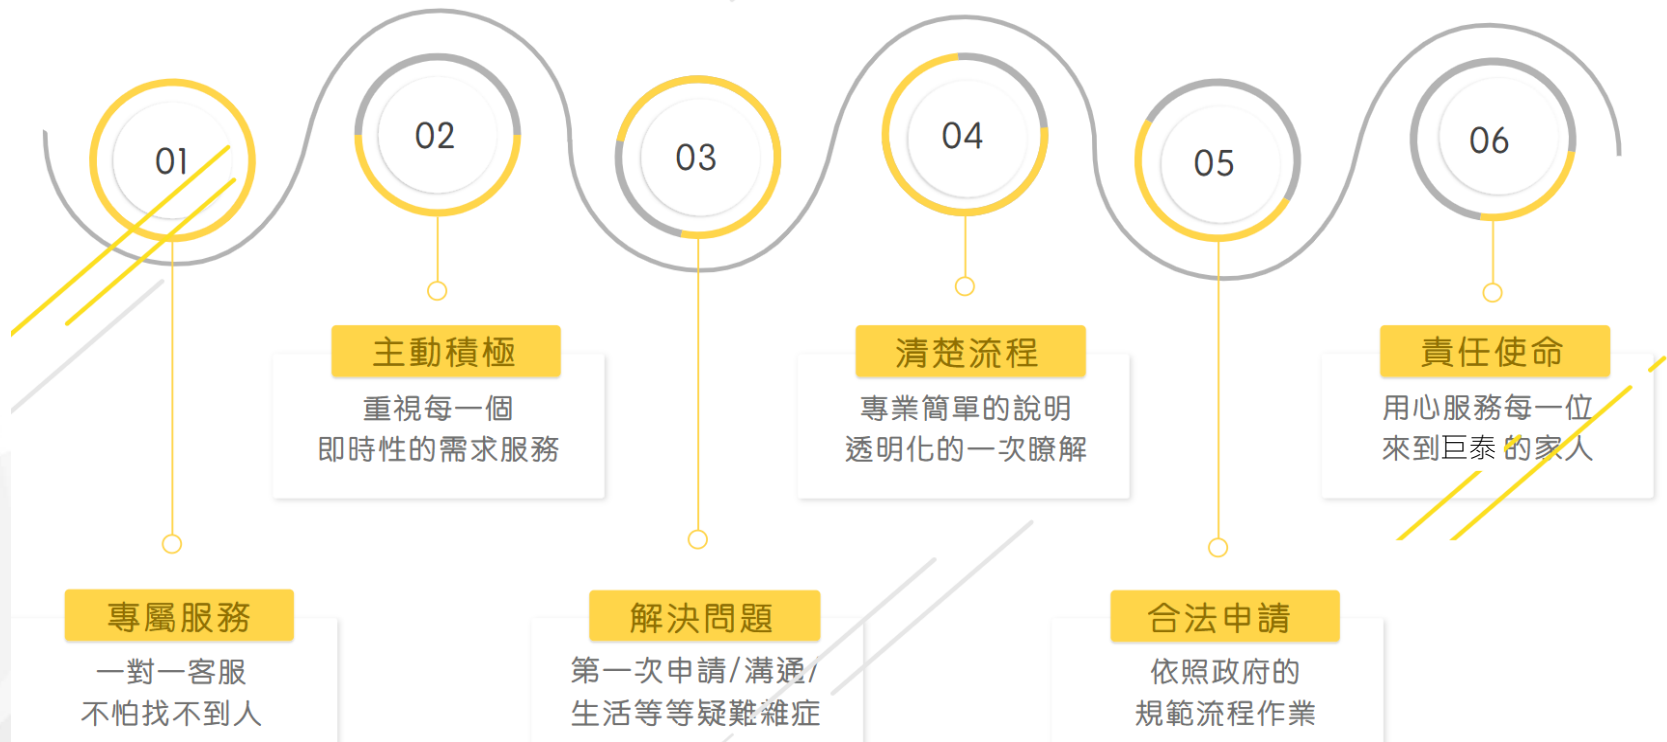 01
專屬服務
一對一客服
不怕找不到人
02
主動積極
重視每一個
即時性的需求服務
03
解決問題
第一次申請/溝通/
生活等等疑難雜症
04
清楚流程
專業簡單的說明
透明化的一次瞭解
05
合法申請
依照政府的
規範流程作業
06
責任使命
用心服務每一位
來到巨泰 的家人